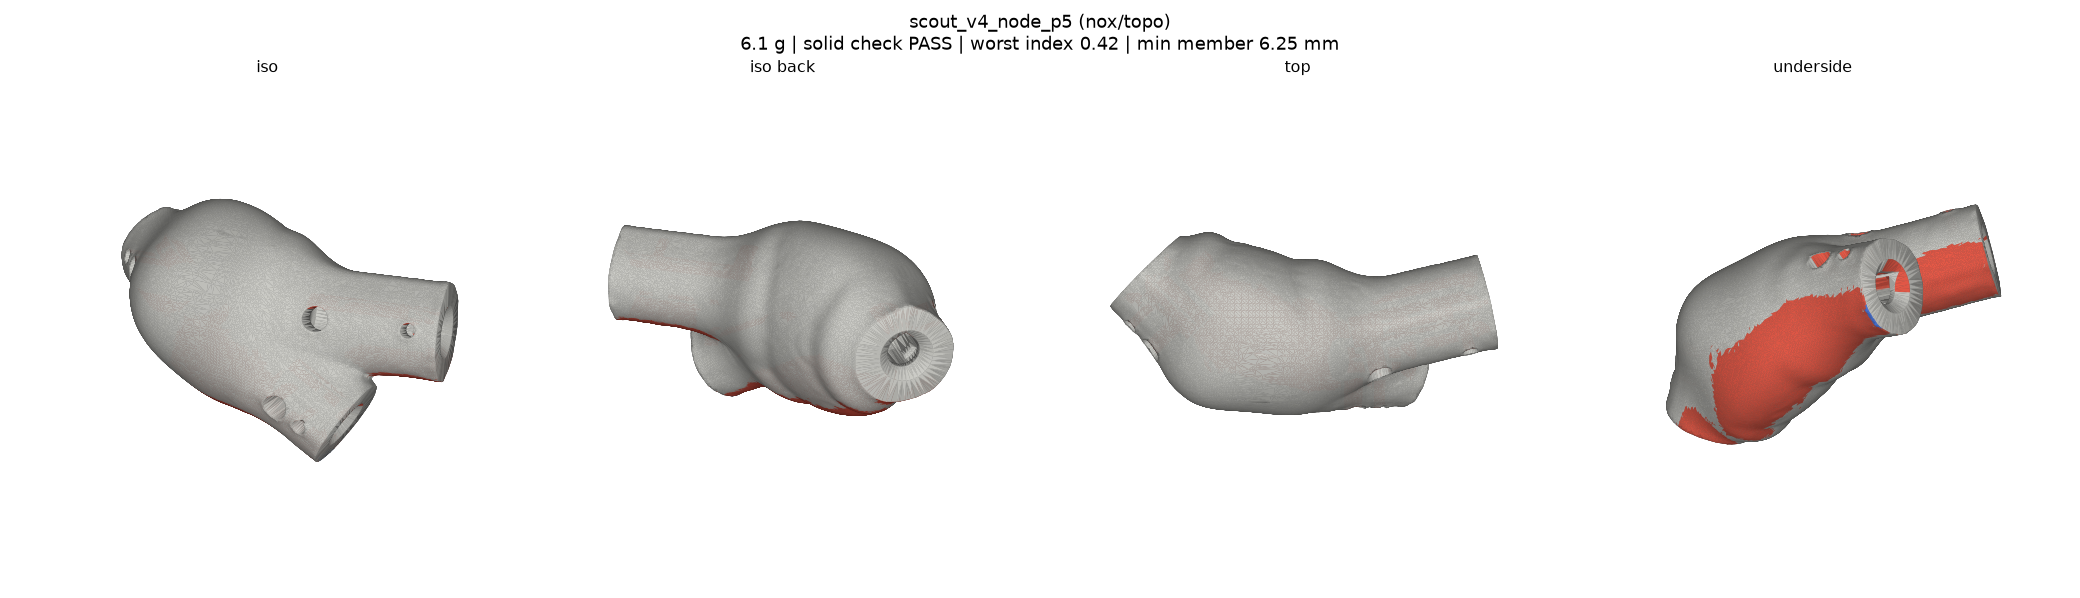 scout_v4_node_p5 (nox/topo)
6.1 g | solid check PASS | worst index 0.42 | min member 6.25 mm
iso
iso back
top
underside